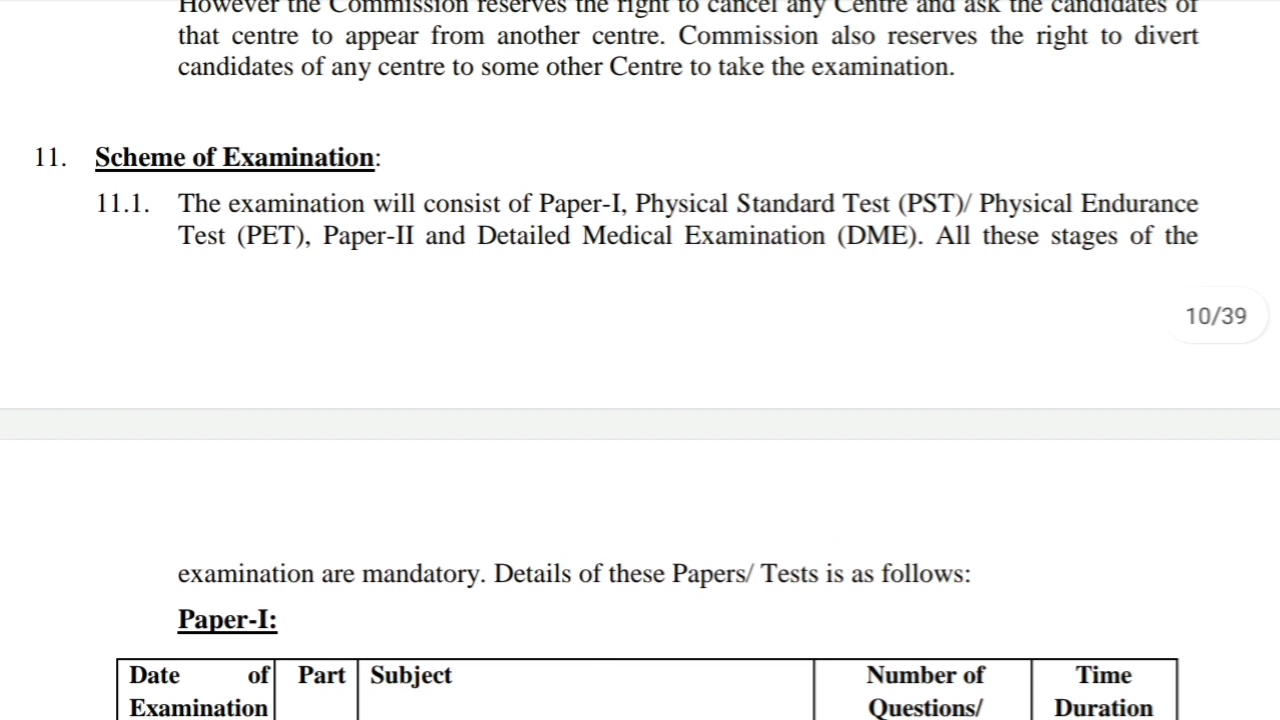 However the Commission reserves the right to cancel any Centre and ask the candidates of
that centre to appear from another centre. Commission also reserves the right to divert
candidates of any centre to some other Centre to take the examination.
11. Scheme of Examination:
11.1. The examination will consist of Paper-I, Physical Standard Test (PST)/ Physical Endurance
Test (PET), Paper-II and Detailed Medical Examination (DME). All these stages of the
10/39
examination are mandatory. Details of these Papers/ Tests is as follows:
Paper-I:
Date of Part Subject Number of Time
Examination Questions/ Duration